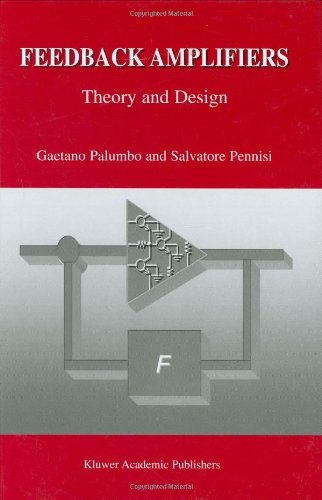 FEEDBACK AMPLIFIERS
Theory and Design
Gaetano Palumbo and Salvatore Pennisi
F
Kluwer Academic Publishers